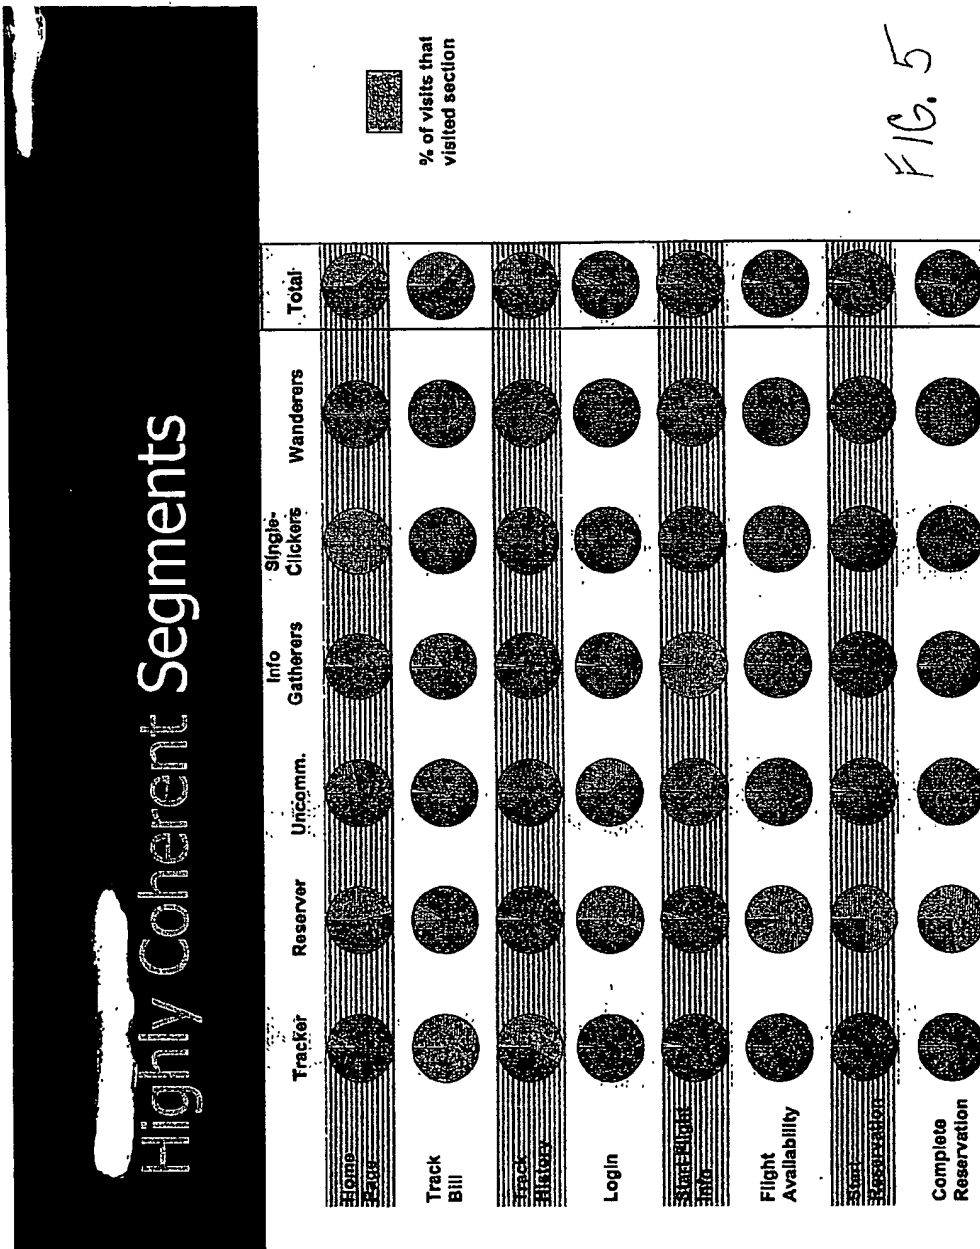 Highly Coherent Segments
Tracker
Reserver
Uncomm.
Info
Gatherers
Single-
Clickers
Wanderers
Total
Home
Page
Track
Bill
Track
History
Login
Start Flight
Info
Flight
Availability
Start
Reservation
Complete
Reservation
% of visits that
visited section
FIG. 5